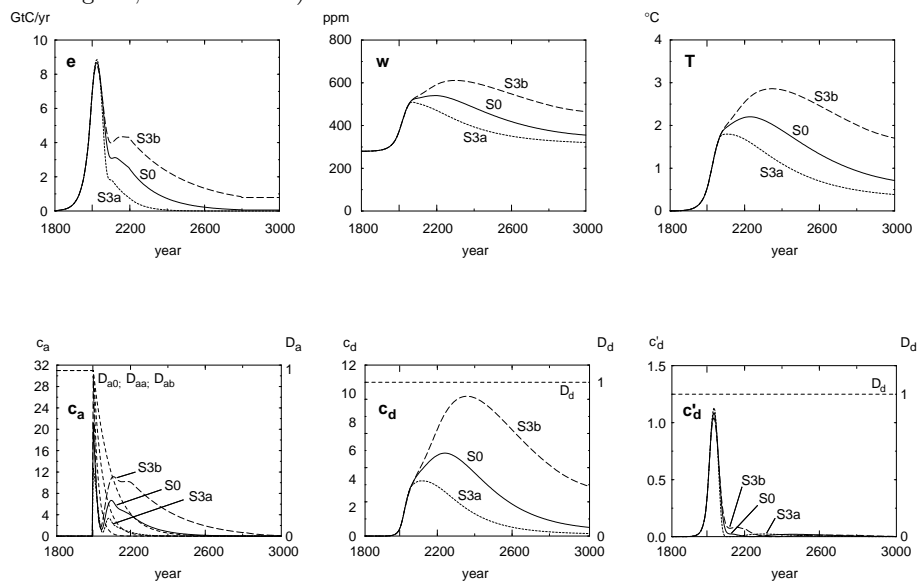 GtC/yr
10
8
6
4
2
0
e
S3b
S0
S3a
1800 2200 2600 3000
year
ppm
800
600
400
200
0
w
S3b
S0
S3a
1800 2200 2600 3000
year
°C
4
3
2
1
0
T
S3b
S0
S3a
1800 2200 2600 3000
year
c_a D_a
32
28
24
20
16
12
8
4
0
1
0
D_a0; D_aa; D_ab
c_a
S3b
S0
S3a
1800 2200 2600 3000
year
c_d D_d
12
10
8
6
4
2
0
1
0
D_d
c_d
S3b
S0
S3a
1800 2200 2600 3000
year
c'_d D_d
1.5
1.0
0.5
0.0
1
0
D_d
c'_d
S3b
S0
S3a
1800 2200 2600 3000
year